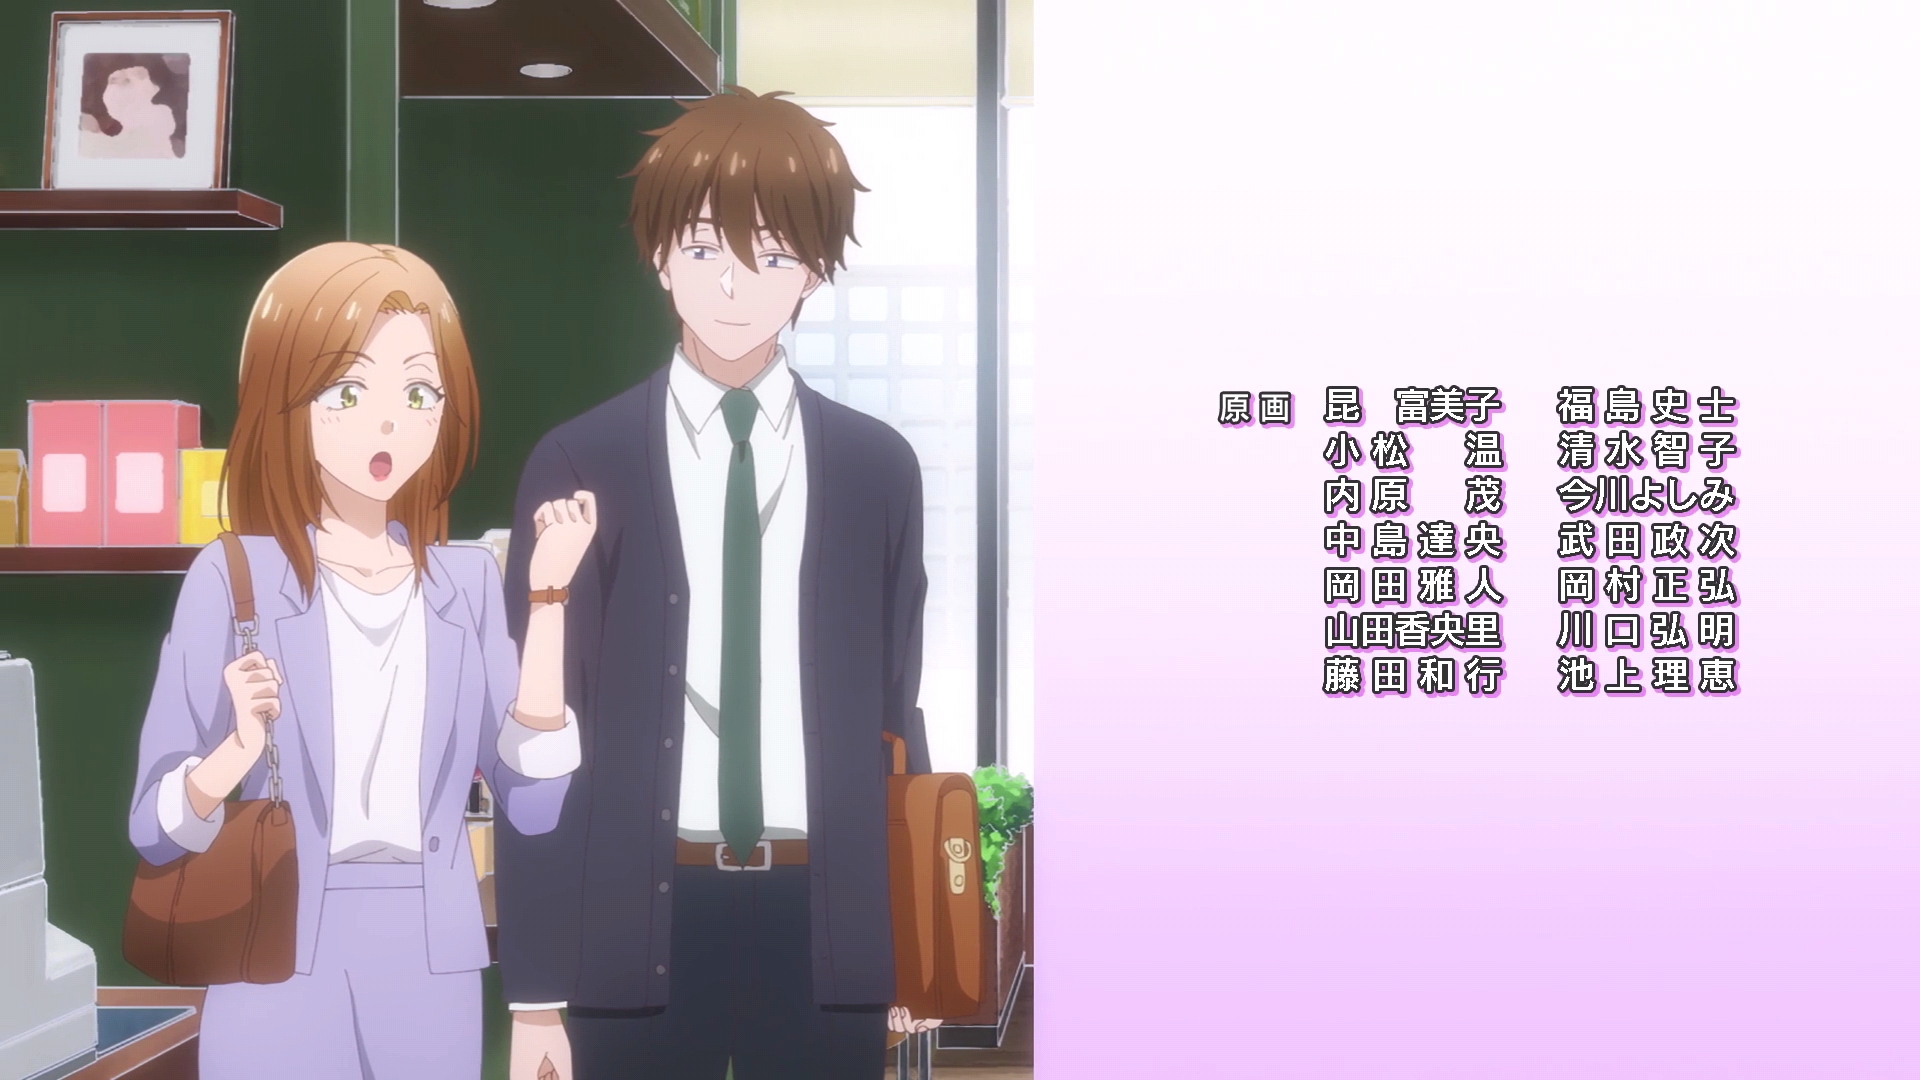 原画 昆 富美子 福島史士
小松 温 清水智子
内原 茂 今川よしみ
中島達央 武田政次
岡田雅人 岡村正弘
山田香央里 川口弘明
藤田和行 池上理恵